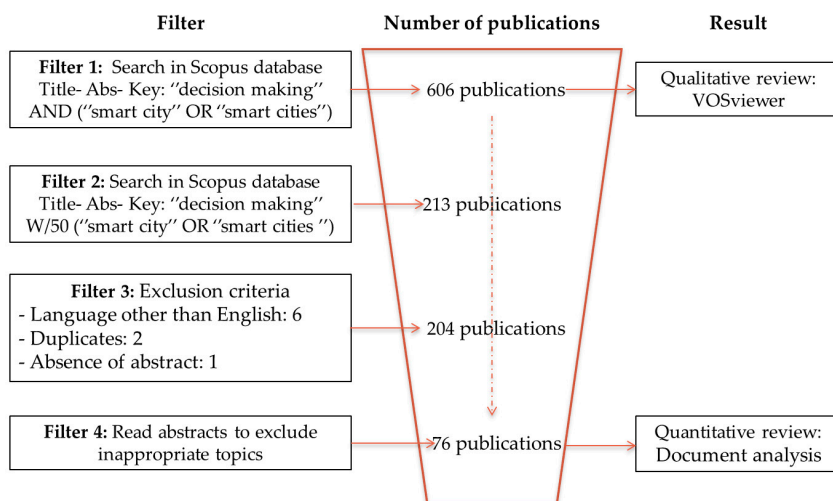 Filter
Number of publications
Result
Filter 1: Search in Scopus database
Title- Abs- Key: ″decision making″
AND (″smart city″ OR ″smart cities″)
606 publications
Qualitative review:
VOSviewer
Filter 2: Search in Scopus database
Title- Abs- Key: ″decision making″
W/50 (″smart city″ OR ″smart cities ″)
213 publications
Filter 3: Exclusion criteria
- Language other than English: 6
- Duplicates: 2
- Absence of abstract: 1
204 publications
Filter 4: Read abstracts to exclude
inappropriate topics
76 publications
Quantitative review:
Document analysis